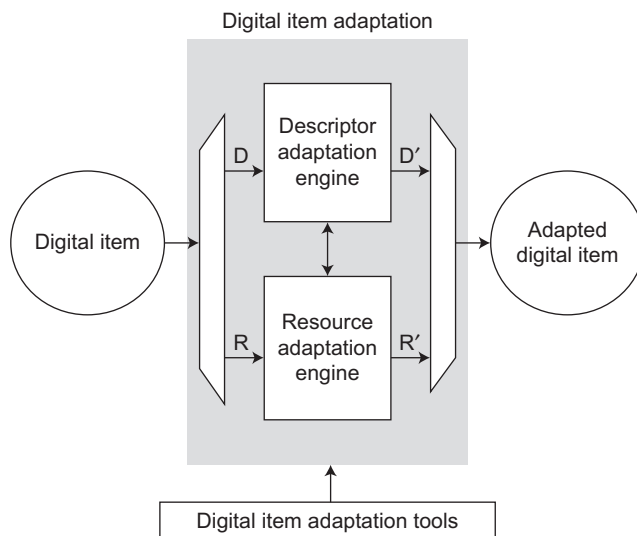 Digital item adaptation
Descriptor
adaptation
engine
D
D′
Digital item
Adapted
digital item
Resource
adaptation
engine
R
R′
Digital item adaptation tools